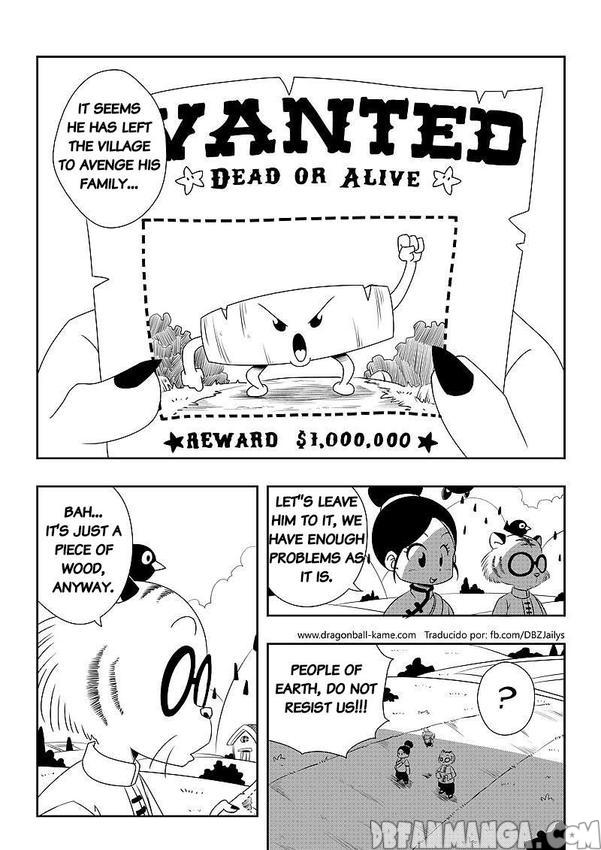 IT SEEMS
HE HAS LEFT
THE VILLAGE
TO AVENGE HIS
FAMILY...
WANTED
DEAD OR ALIVE
REWARD $1,000,000
BAH...
IT'S JUST A
PIECE OF
WOOD,
ANYWAY.
LET"S LEAVE
HIM TO IT, WE
HAVE ENOUGH
PROBLEMS AS
IT IS.
www.dragonball-kame.com Traducido por: fb.com/DBZJailys
PEOPLE OF
EARTH, DO NOT
RESIST US!!!
?
DBFANMANGA.COM